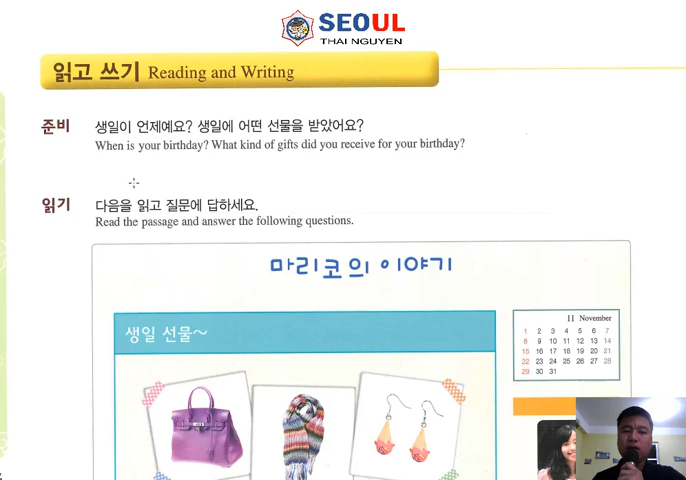 SEOUL
THAI NGUYEN
읽고 쓰기 Reading and Writing
준비 생일이 언제예요? 생일에 어떤 선물을 받았어요?
When is your birthday? What kind of gifts did you receive for your birthday?
읽기 다음을 읽고 질문에 답하세요.
Read the passage and answer the following questions.
마리코의 이야기
생일 선물~
11 November
1 2 3 4 5 6 7
8 9 10 11 12 13 14
15 16 17 18 19 20 21
22 23 24 25 26 27 28
29 30 31